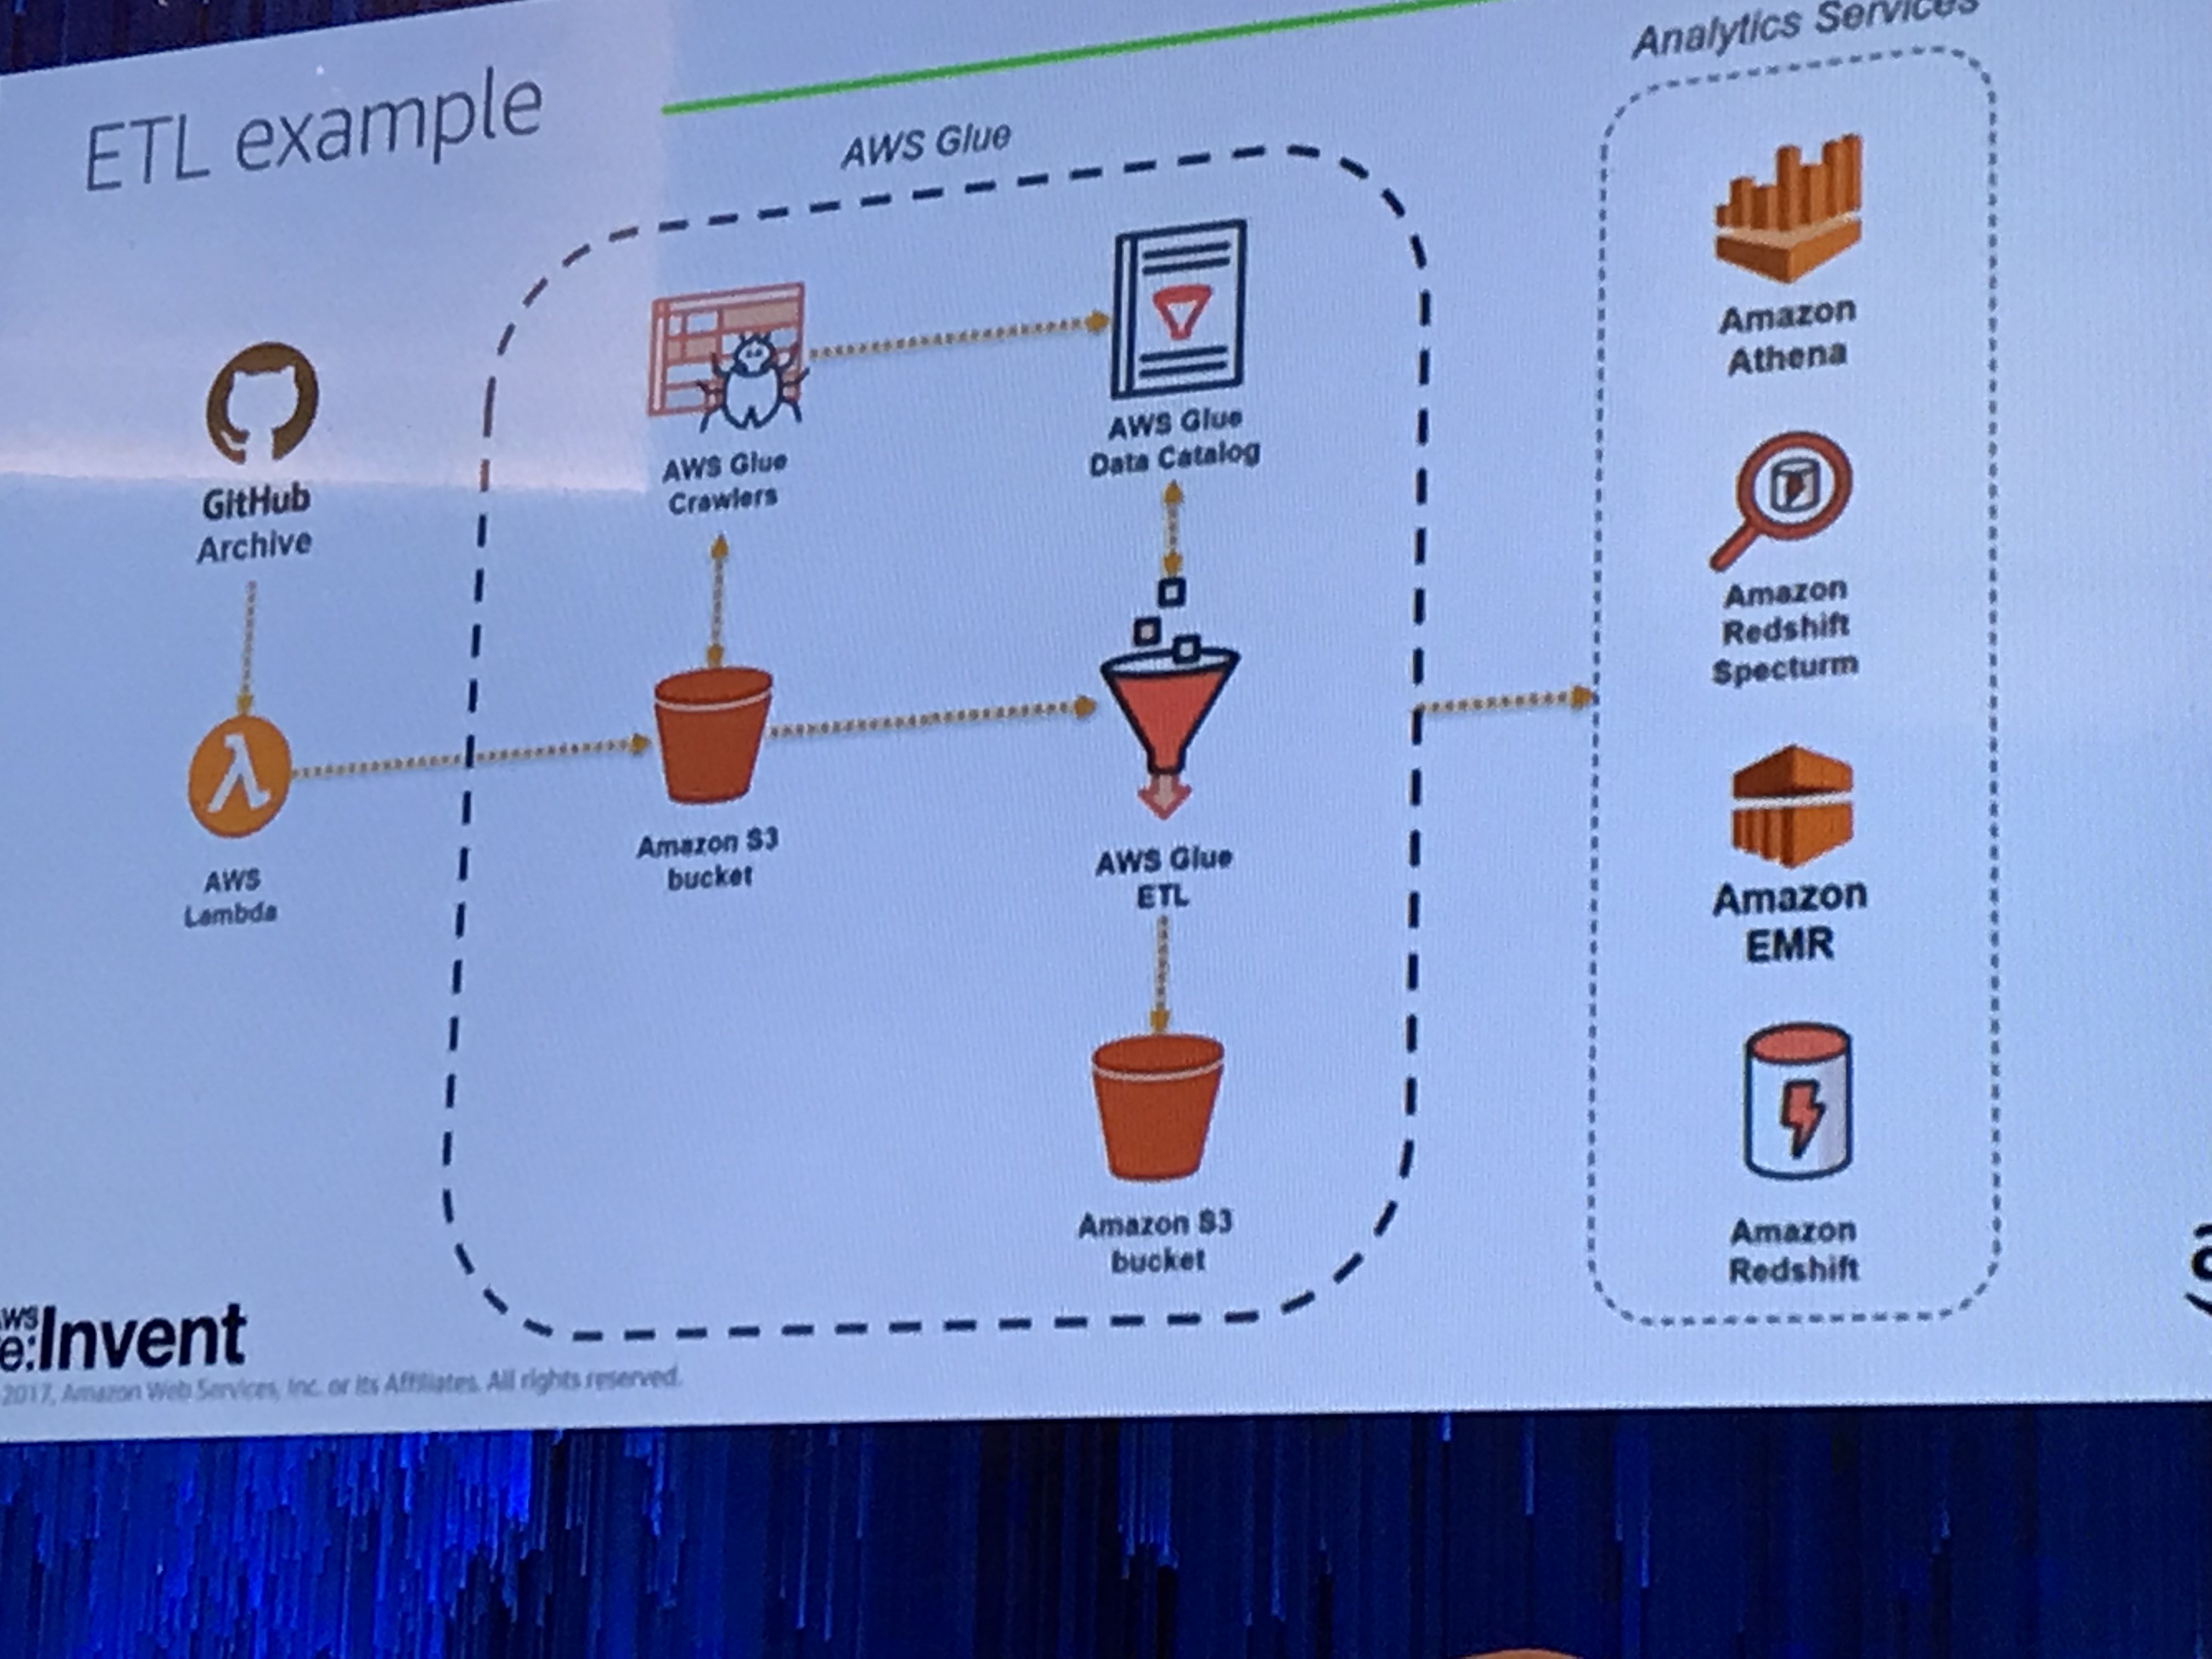 ETL example
AWS Glue
Analytics Services
GitHub
Archive
AWS
Lambda
AWS Glue
Crawlers
Amazon S3
bucket
AWS Glue
Data Catalog
AWS Glue
ETL
Amazon S3
bucket
Amazon
Athena
Amazon
Redshift
Specturm
Amazon
EMR
Amazon
Redshift
e:Invent
2017, Amazon Web Services, Inc. or its Affiliates. All rights reserved.